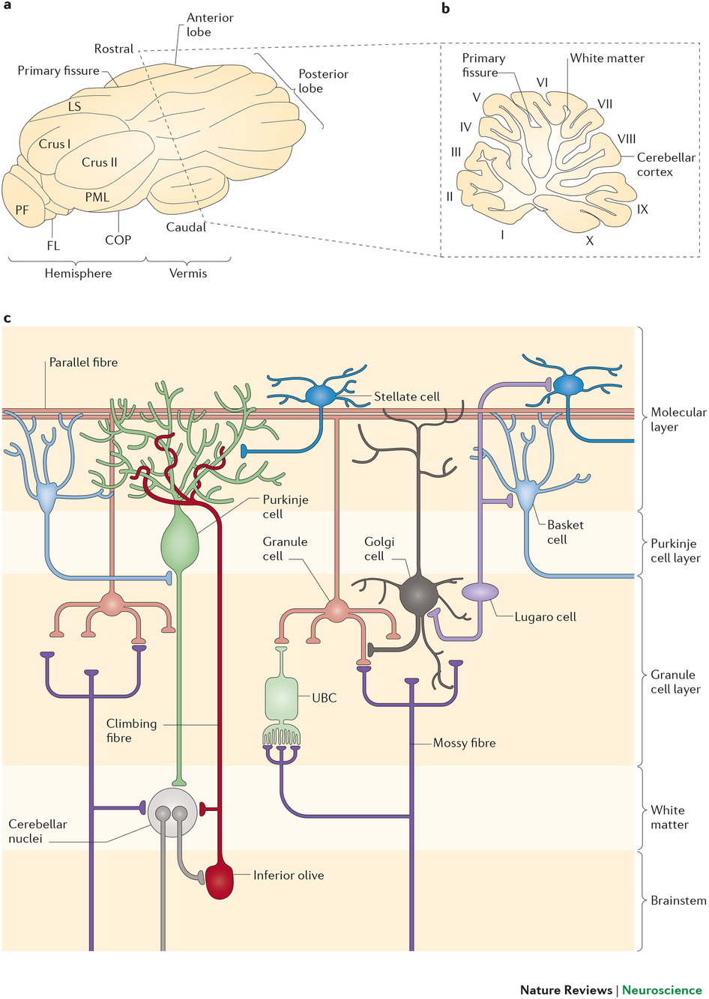 a
Anterior
lobe
Rostral
Primary fissure
Posterior
lobe
LS
Crus I
Crus II
PML
PF
FL
COP
Caudal
Hemisphere
Vermis
b
Primary
fissure
White matter
VI
V
VII
IV
VIII
III
Cerebellar
cortex
II
IX
I
X
c
Parallel fibre
Stellate cell
Molecular
layer
Purkinje
cell
Basket
cell
Granule
cell
Golgi
cell
Purkinje
cell layer
Lugaro cell
Granule
cell layer
UBC
Climbing
fibre
Mossy fibre
White
matter
Cerebellar
nuclei
Inferior olive
Brainstem
Nature Reviews | Neuroscience